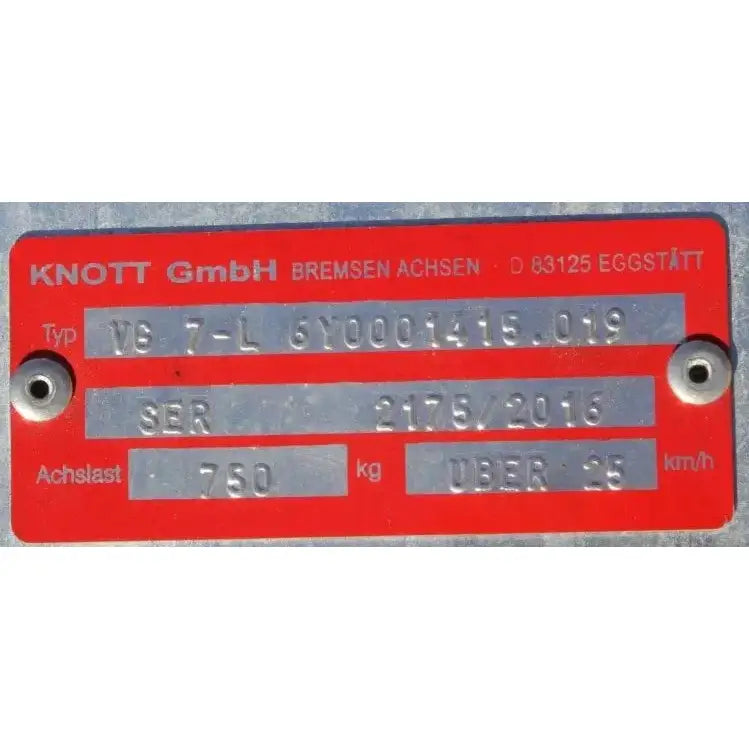 KNOTT GmbH BREMSEN ACHSEN · D 83125 EGGSTÄTT
Typ VG 7-L 6Y0001415.019
SER 2175/2016
Achslast 750 kg UBER 25 km/h